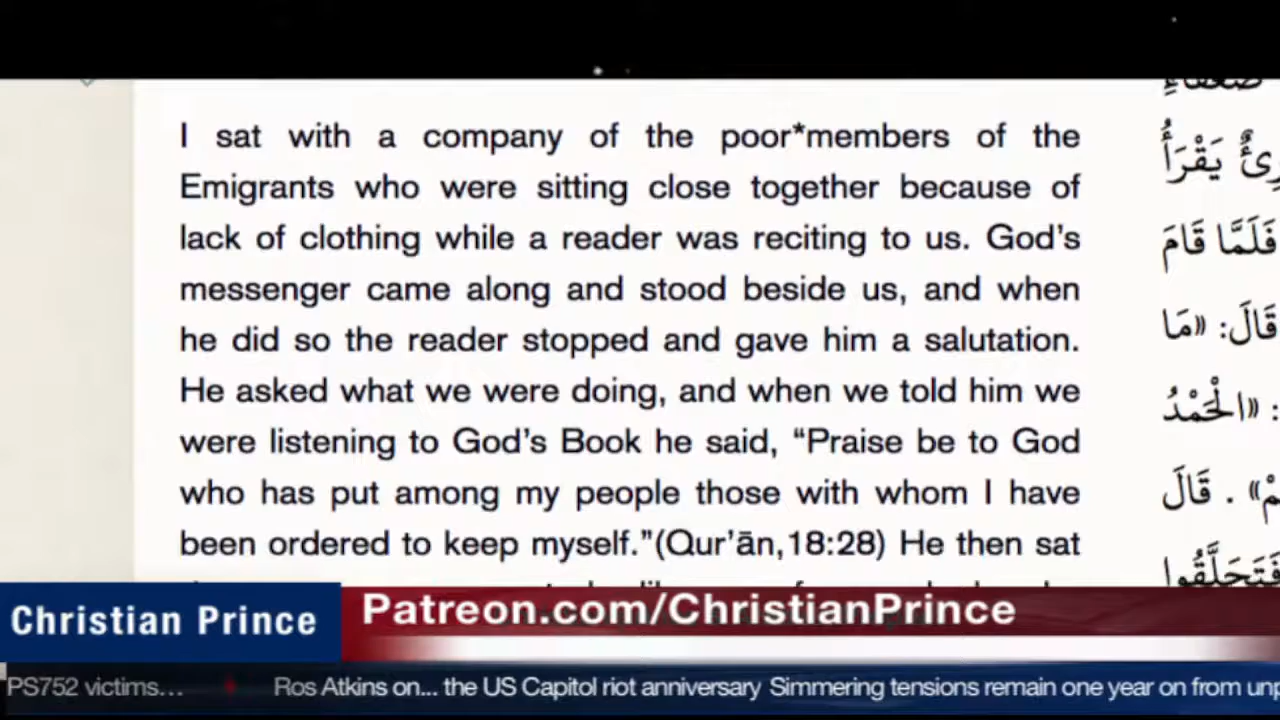 I sat with a company of the poor*members of the
Emigrants who were sitting close together because of
lack of clothing while a reader was reciting to us. God's
messenger came along and stood beside us, and when
he did so the reader stopped and gave him a salutation.
He asked what we were doing, and when we told him we
were listening to God's Book he said, “Praise be to God
who has put among my people those with whom I have
been ordered to keep myself.”(Qur’ān,18:28) He then sat
يَقْرَأُ
فَلَمَّا قَامَ
قَالَ: «مَا
: «الْحَمْدُ
. قَالَ
فَتَحَلَّقُوا
Christian Prince
Patreon.com/ChristianPrince
PS752 victims... Ros Atkins on... the US Capitol riot anniversary Simmering tensions remain one year on from